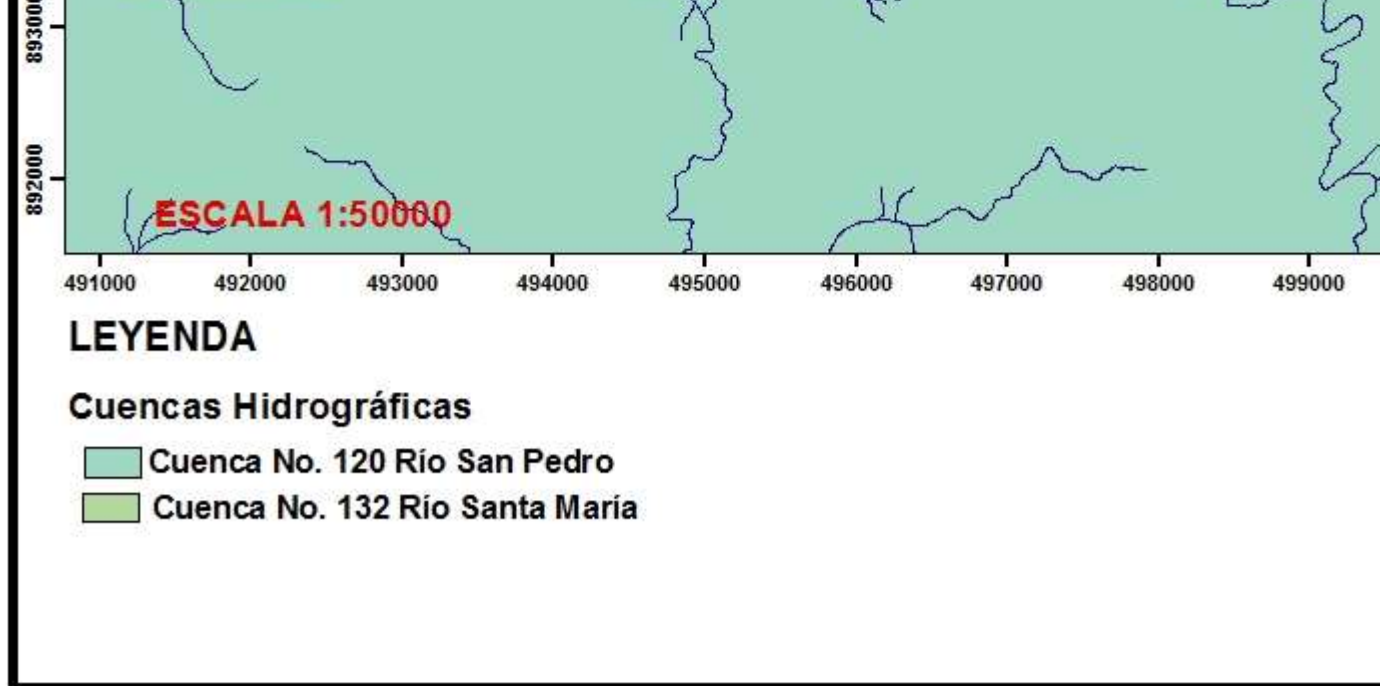 893000
892000
ESCALA 1:50000
491000 492000 493000 494000 495000 496000 497000 498000 499000
LEYENDA
Cuencas Hidrográficas
Cuenca No. 120 Río San Pedro
Cuenca No. 132 Río Santa María